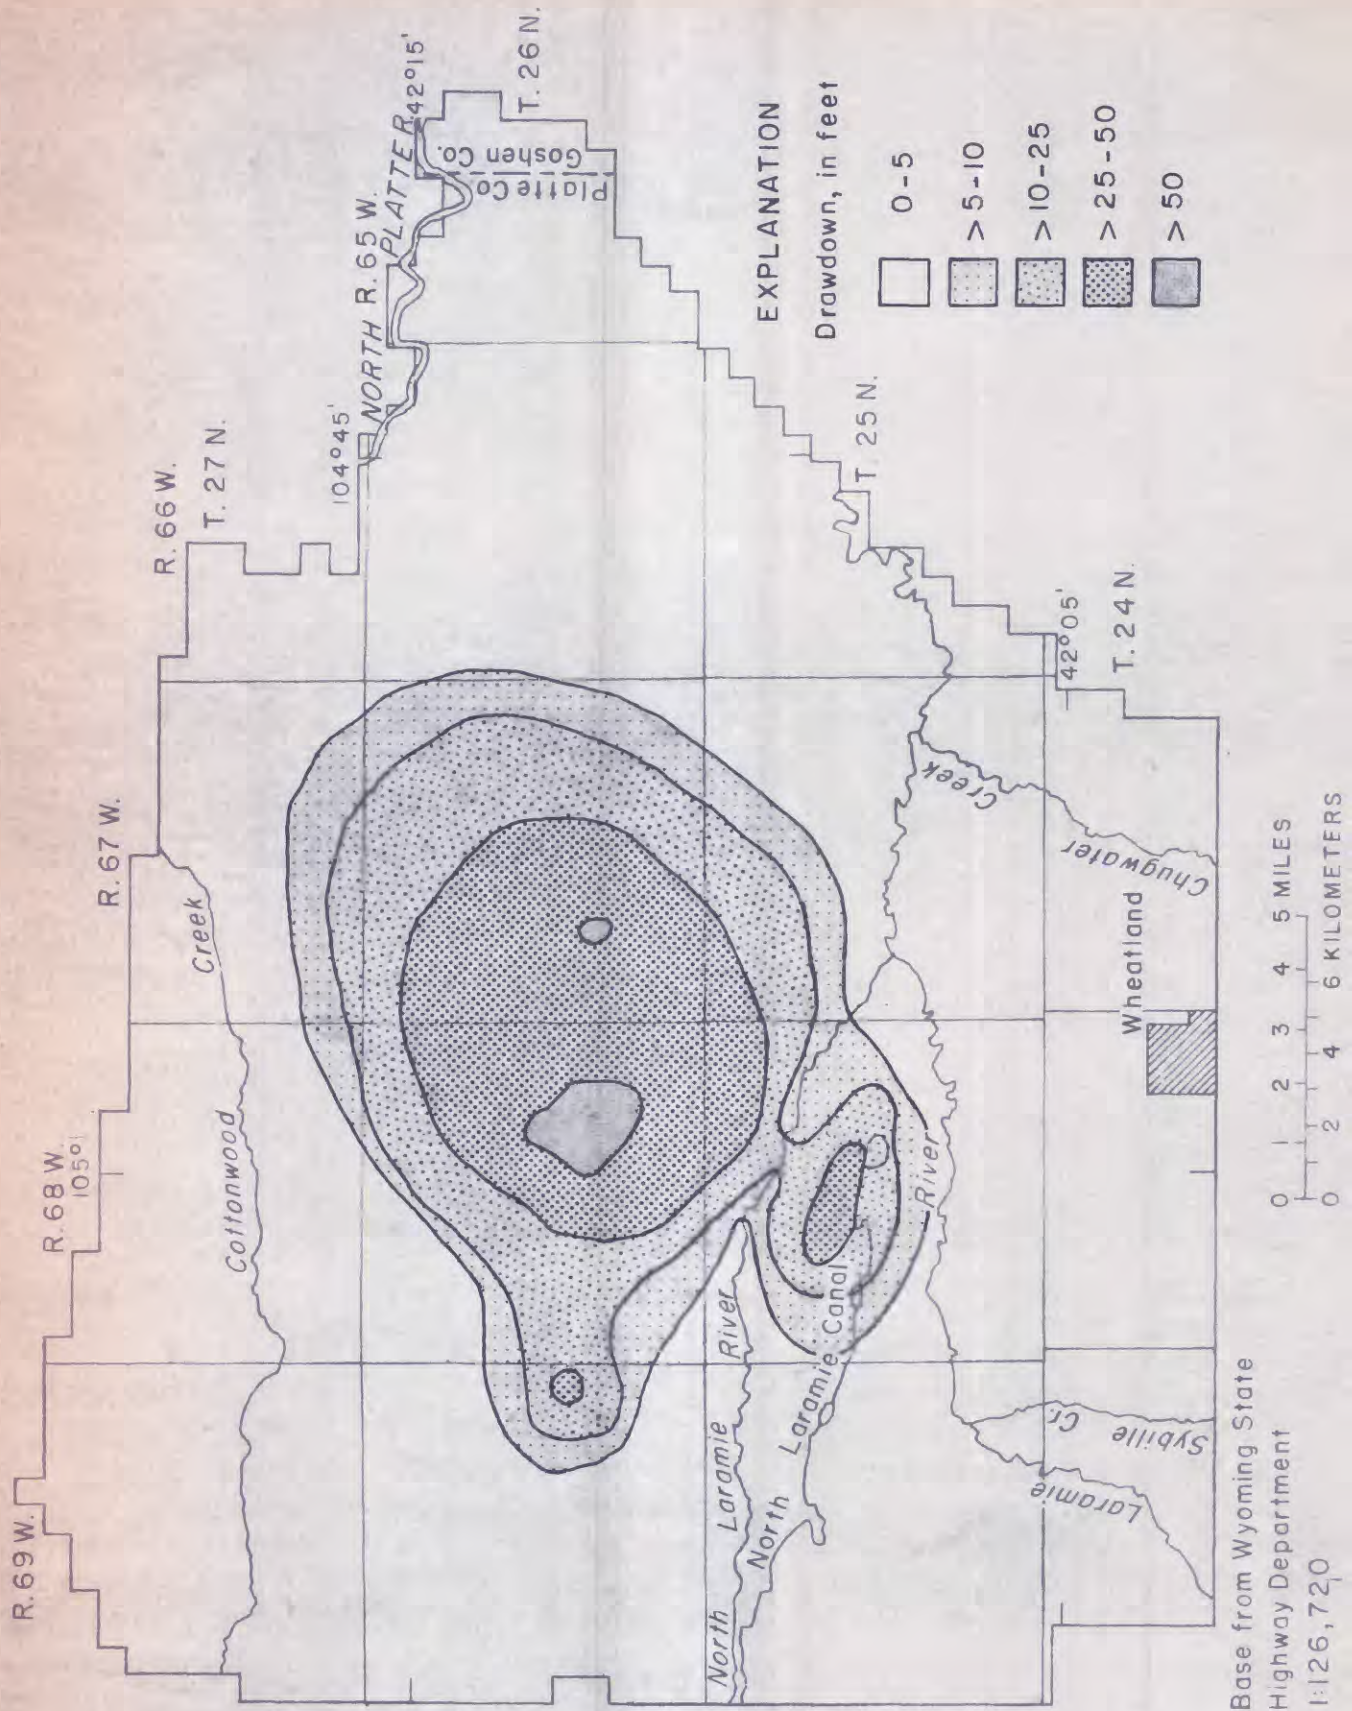 R. 69 W.
R. 68 W.
105°
R. 67 W.
R. 66 W.
T. 27 N.
104°45'
NORTH PLATTE R.
R. 65 W.
42°15'
T. 26 N.
Platte Co.
Goshen Co.
Cottonwood Creek
North Laramie River
North Laramie Canal
Laramie River
Sybille Cr.
Chugwater Creek
T. 25 N.
42°05'
T. 24 N.
Wheatland
EXPLANATION
Drawdown, in feet
0-5
>5-10
>10-25
>25-50
>50
Base from Wyoming State
Highway Department
1:126,720
0 1 2 3 4 5 MILES
0 2 4 6 KILOMETERS